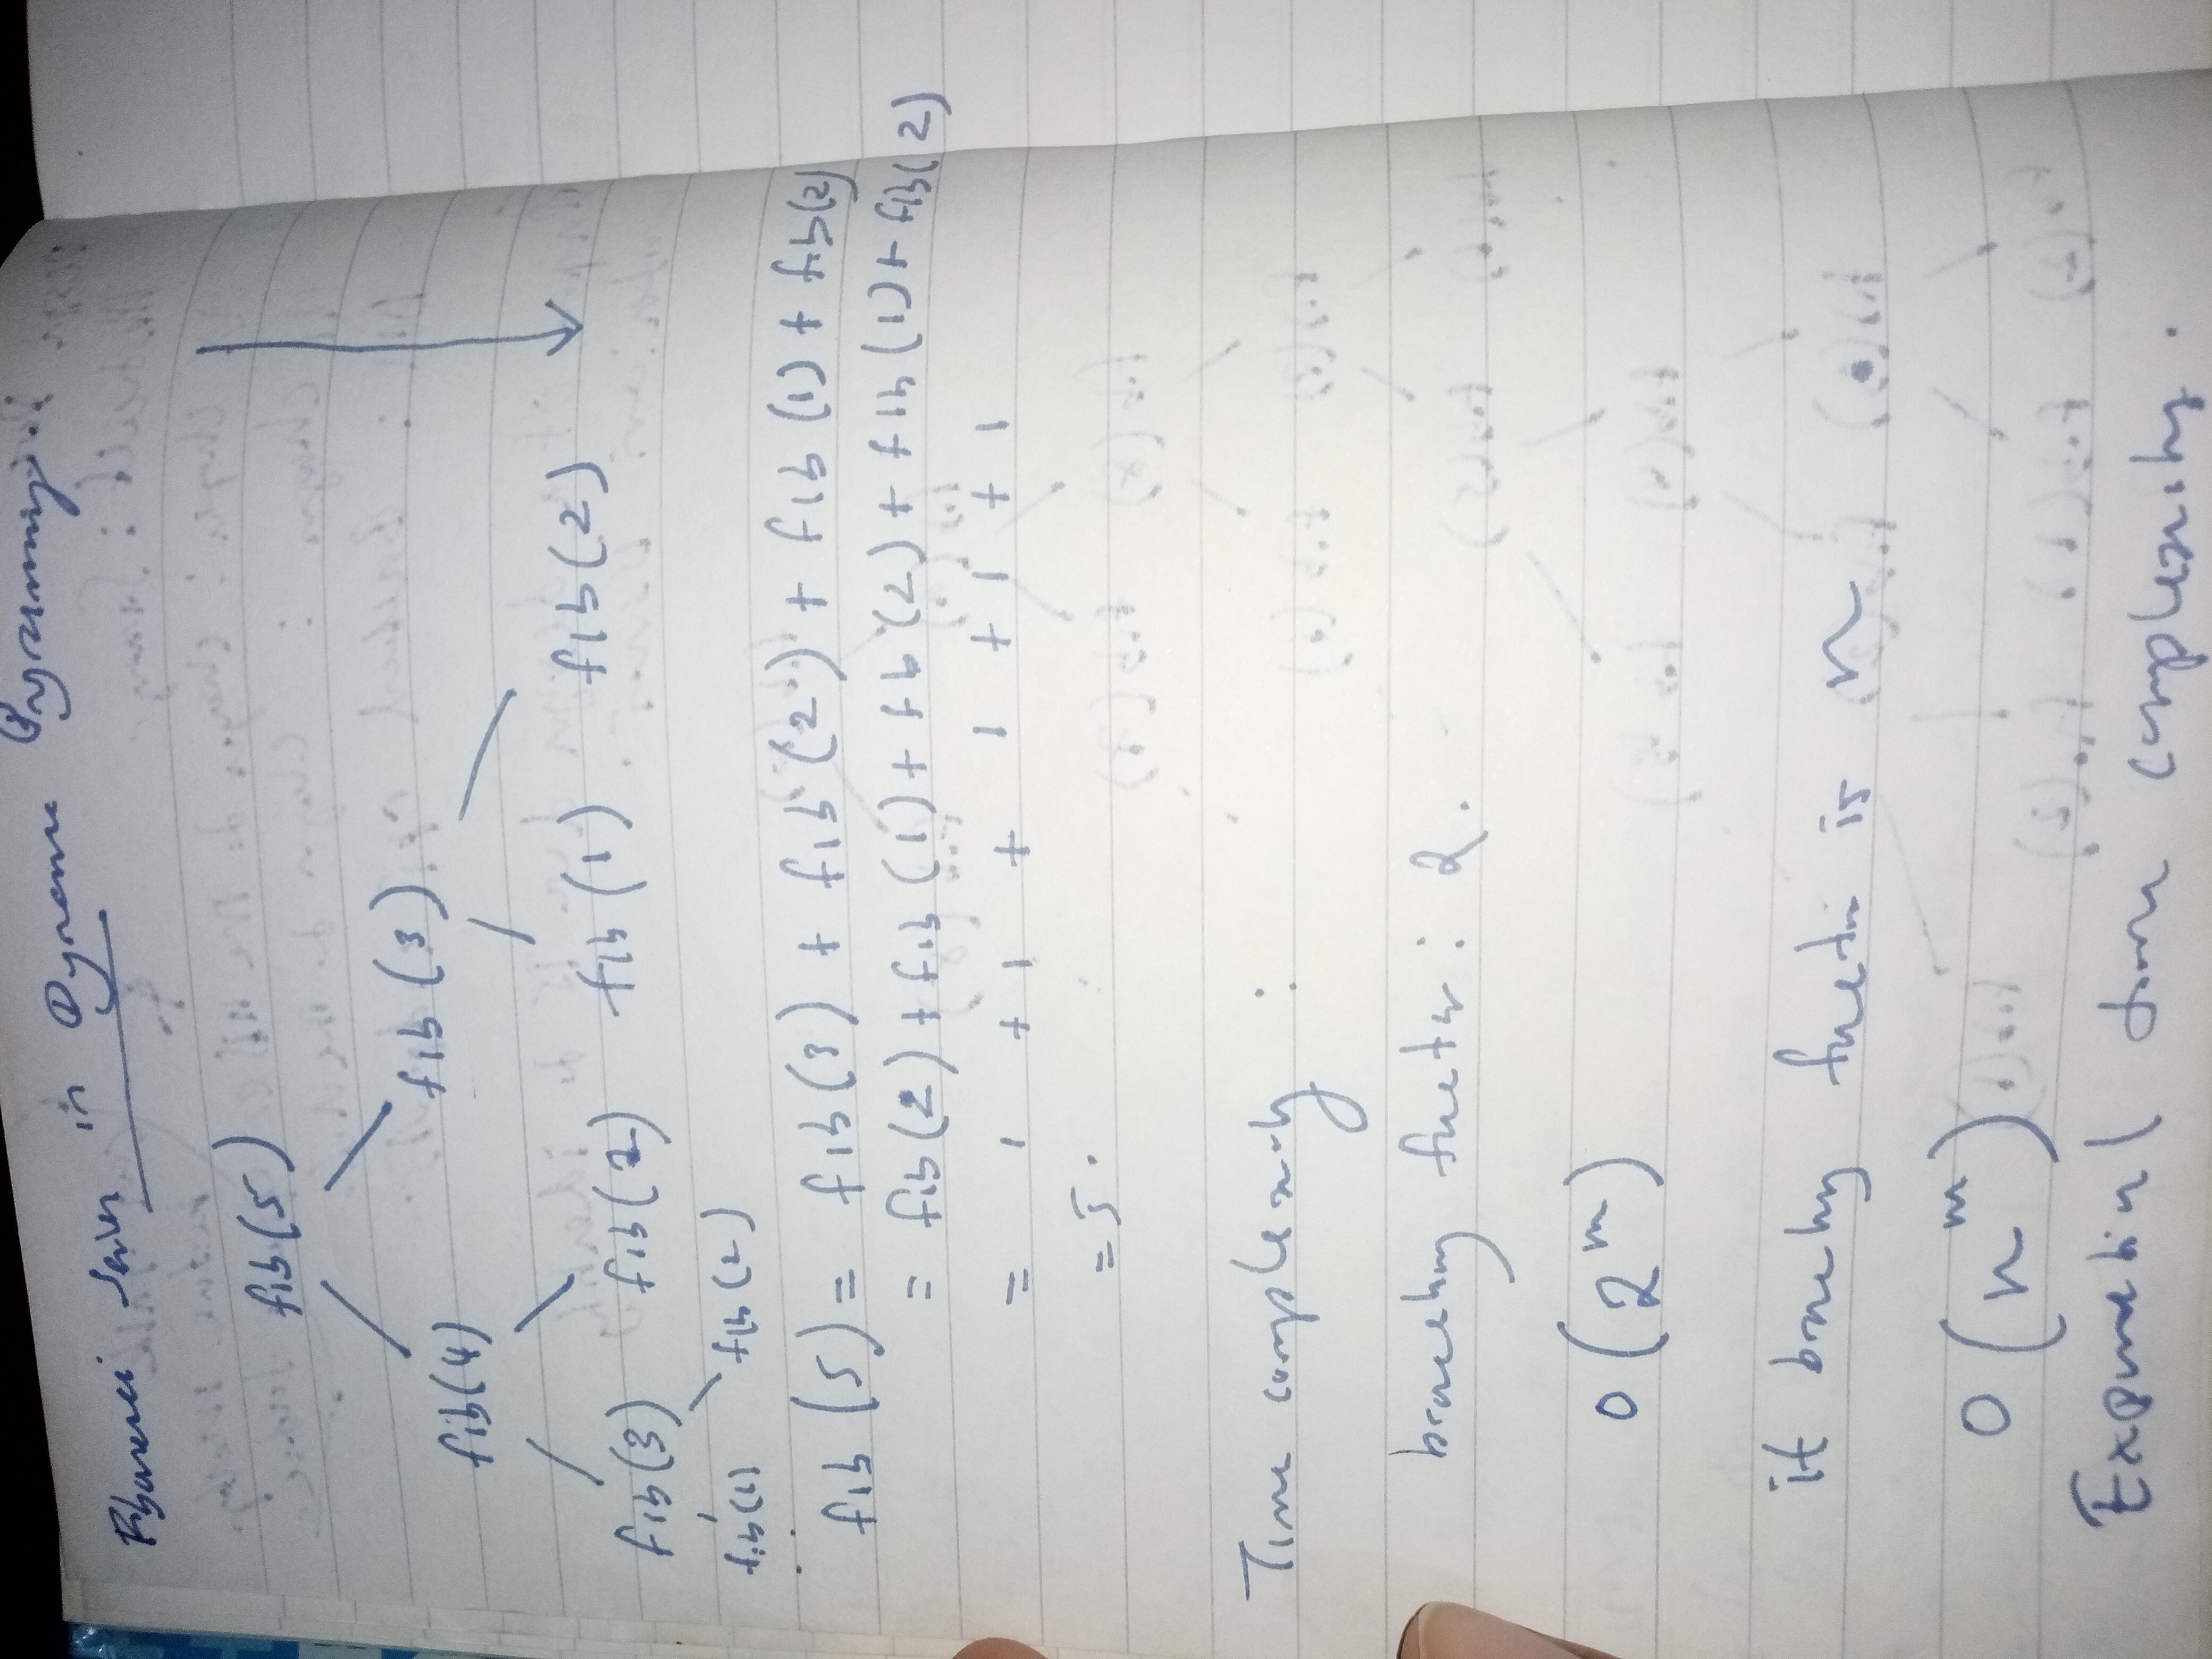 Fibonacci Series in Dynamic Programming
fib(5)
fib(4) fib(3)
fib(3) fib(2) fib(1) fib(2)
fib(1) fib(2)
fib(5) = fib(3) + fib(2) + fib(1) + fib(2)
= fib(2) + fib(1) + fib(2) + fib(1) + fib(2)
= 1 + 1 + 1 + 1 + 1
= 5.
Time complexity :
branching factor : 2.
O(2^m)
if branching factor is n
O(n^m)
Exponential time complexity.